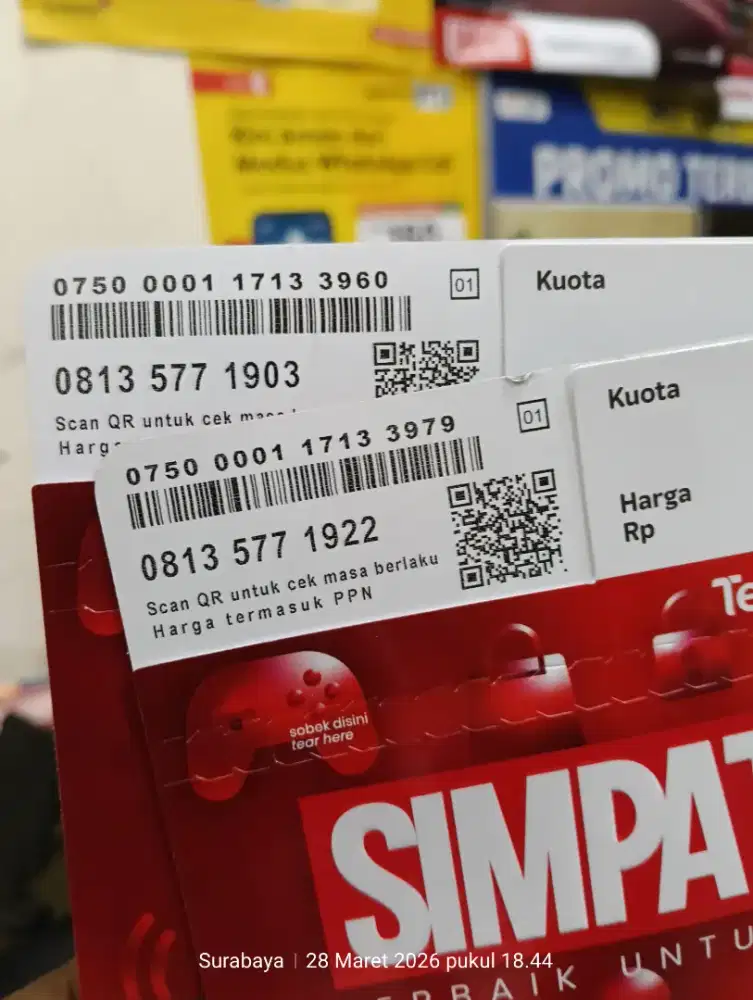 PROMO
0750 0001 1713 3960
01
Kuota
0813 577 1903
Scan QR untuk cek
0750 0001 1713 3979
01
Kuota
0813 577 1922
Harga
Rp
Scan QR untuk cek masa berlaku
Harga termasuk PPN
sobek disini
tear here
SIMPAT
UNTU
Surabaya | 28 Maret 2026 pukul 18.44